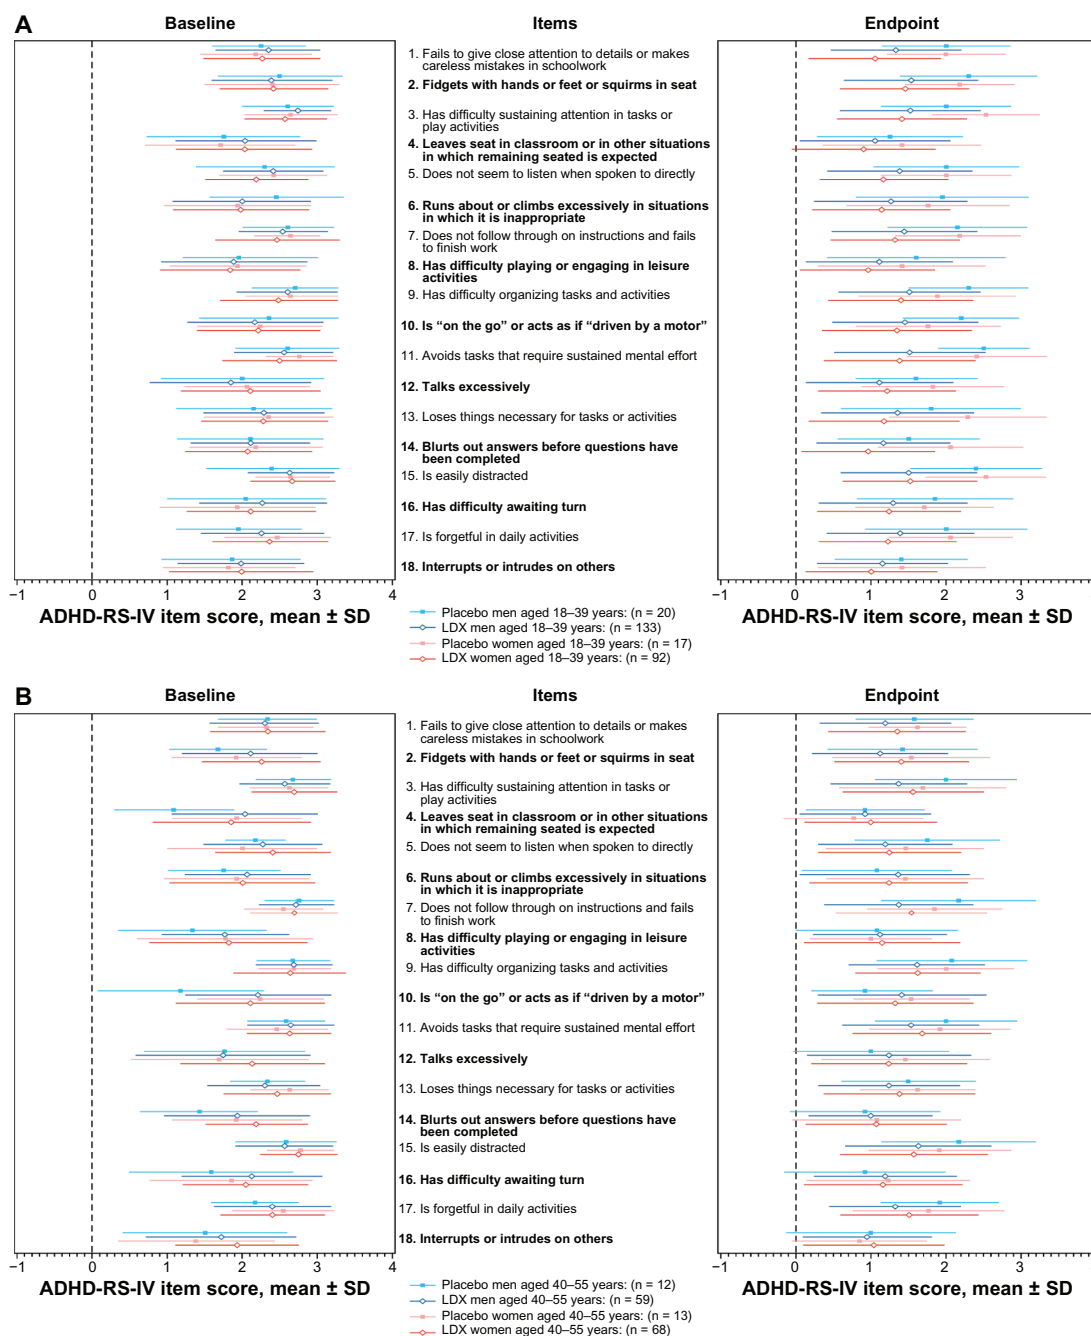 A
Baseline
Items
Endpoint
1. Fails to give close attention to details or makes
careless mistakes in schoolwork
2. Fidgets with hands or feet or squirms in seat
3. Has difficulty sustaining attention in tasks or
play activities
4. Leaves seat in classroom or in other situations
in which remaining seated is expected
5. Does not seem to listen when spoken to directly
6. Runs about or climbs excessively in situations
in which it is inappropriate
7. Does not follow through on instructions and fails
to finish work
8. Has difficulty playing or engaging in leisure
activities
9. Has difficulty organizing tasks and activities
10. Is “on the go” or acts as if “driven by a motor”
11. Avoids tasks that require sustained mental effort
12. Talks excessively
13. Loses things necessary for tasks or activities
14. Blurts out answers before questions have
been completed
15. Is easily distracted
16. Has difficulty awaiting turn
17. Is forgetful in daily activities
18. Interrupts or intrudes on others
−1 0 1 2 3 4
−1 0 1 2 3 4
ADHD-RS-IV item score, mean ± SD
ADHD-RS-IV item score, mean ± SD
Placebo men aged 18–39 years: (n = 20)
LDX men aged 18–39 years: (n = 133)
Placebo women aged 18–39 years: (n = 17)
LDX women aged 18–39 years: (n = 92)
B
Baseline
Items
Endpoint
1. Fails to give close attention to details or makes
careless mistakes in schoolwork
2. Fidgets with hands or feet or squirms in seat
3. Has difficulty sustaining attention in tasks or
play activities
4. Leaves seat in classroom or in other situations
in which remaining seated is expected
5. Does not seem to listen when spoken to directly
6. Runs about or climbs excessively in situations
in which it is inappropriate
7. Does not follow through on instructions and fails
to finish work
8. Has difficulty playing or engaging in leisure
activities
9. Has difficulty organizing tasks and activities
10. Is “on the go” or acts as if “driven by a motor”
11. Avoids tasks that require sustained mental effort
12. Talks excessively
13. Loses things necessary for tasks or activities
14. Blurts out answers before questions have
been completed
15. Is easily distracted
16. Has difficulty awaiting turn
17. Is forgetful in daily activities
18. Interrupts or intrudes on others
−1 0 1 2 3 4
−1 0 1 2 3
ADHD-RS-IV item score, mean ± SD
ADHD-RS-IV item score, mean ± SD
Placebo men aged 40–55 years: (n = 12)
LDX men aged 40–55 years: (n = 59)
Placebo women aged 40–55 years: (n = 13)
LDX women aged 40–55 years: (n = 68)